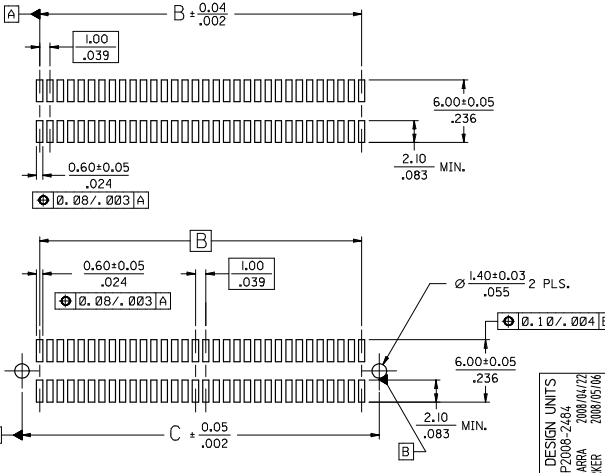 A
B ± 0.04
.002
1.00
.039
6.00±0.05
.236
2.10 MIN.
.083
0.60±0.05
.024
⌖ 0.08/.003 A
B
0.60±0.05
.024
1.00
.039
⌖ 0.08/.003 A
Ø 1.40±0.03 2 PLS.
.055
⌖ 0.10/.004 B
6.00±0.05
.236
2.10 MIN.
.083
C ± 0.05
.002
B
DESIGN UNITS
P2008-2484
ARRA 2008/04/22
KER 2008/05/06